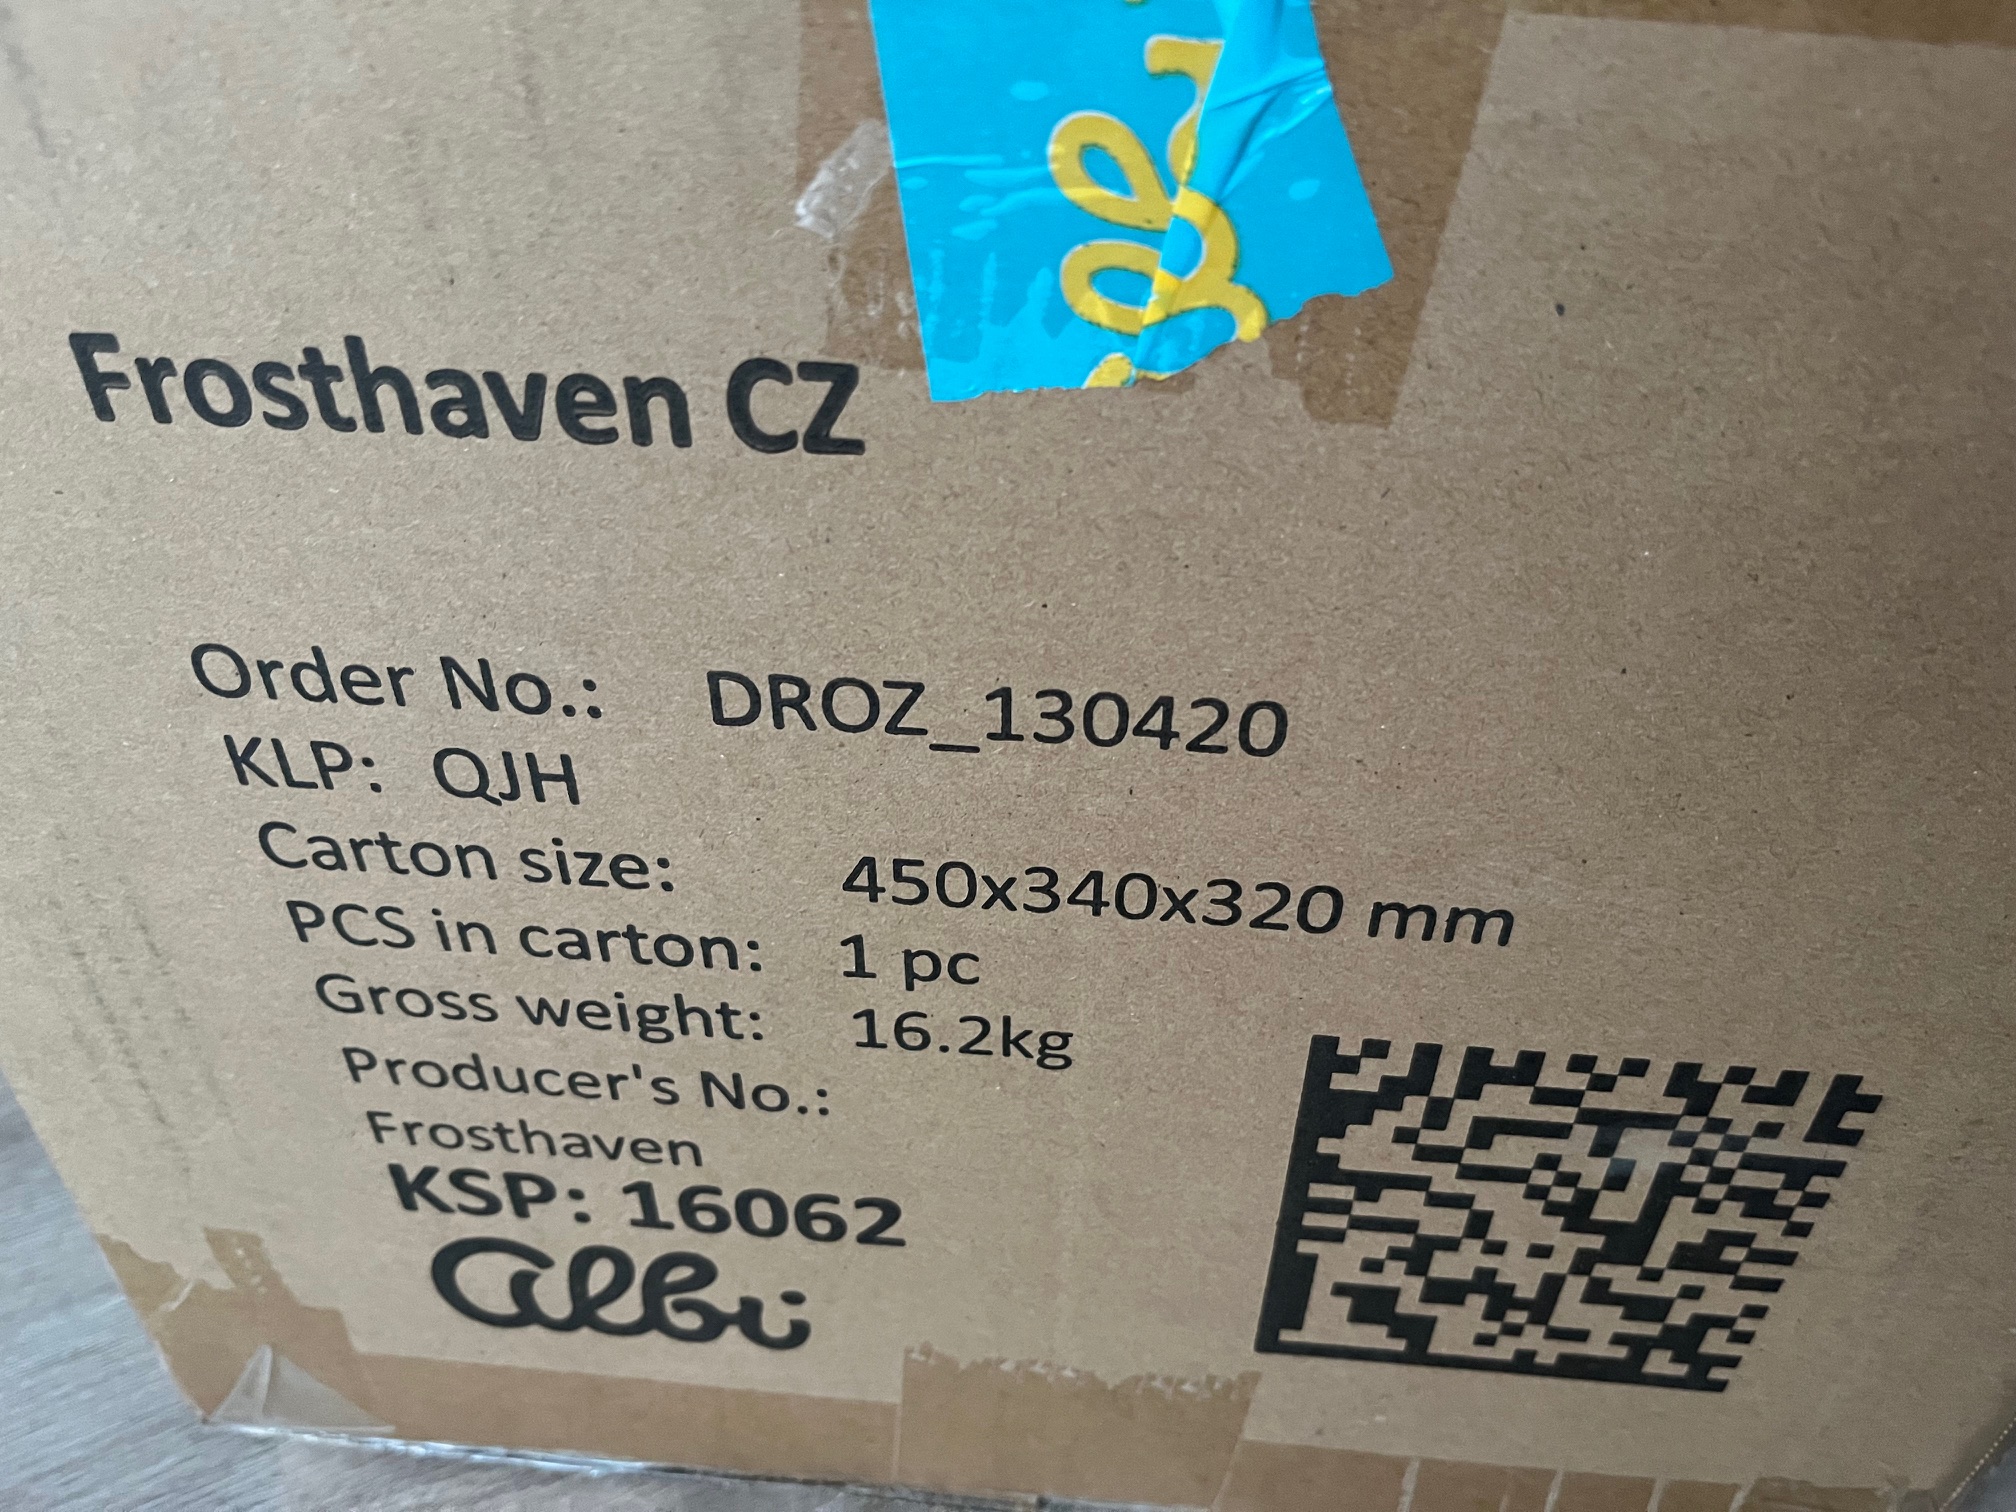 Frosthaven CZ
Order No.: DROZ_130420
KLP: QJH
Carton size: 450x340x320 mm
PCS in carton: 1 pc
Gross weight: 16.2kg
Producer's No.:
Frosthaven
KSP: 16062
albi